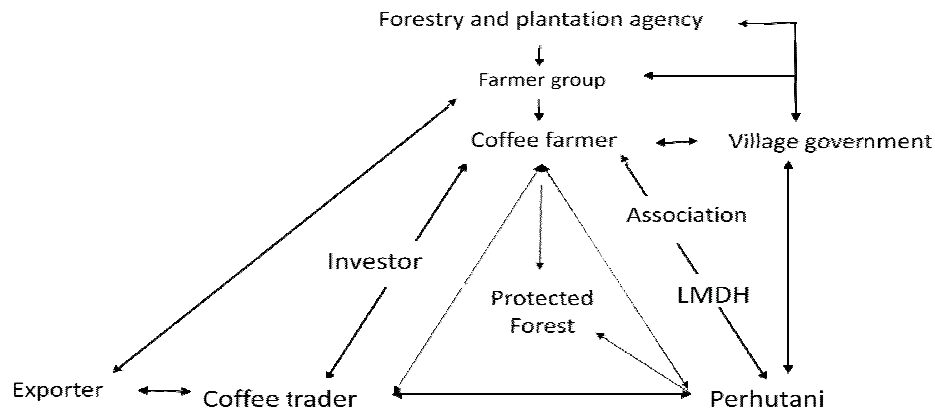 Forestry and plantation agency
Farmer group
Coffee farmer
Village government
Association
Investor
LMDH
Protected
Forest
Exporter
Coffee trader
Perhutani